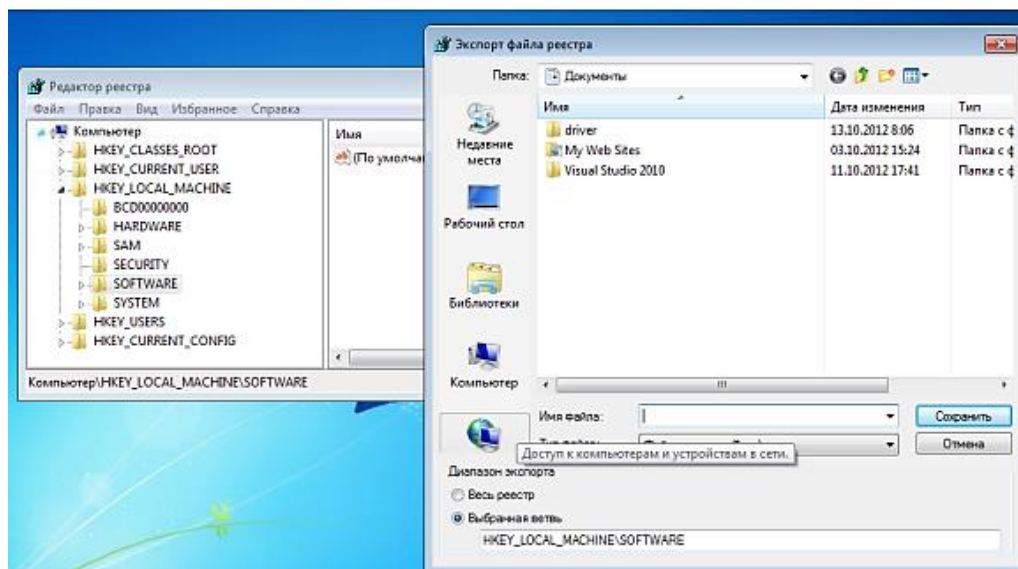 Экспорт файла реестра
Папка: Документы
Имя Дата изменения Тип
driver 13.10.2012 8:06 Папка с ф
My Web Sites 03.10.2012 15:24 Папка с ф
Visual Studio 2010 11.10.2012 17:41 Папка с ф
Недавние места
Рабочий стол
Библиотеки
Компьютер
Имя файла: Сохранить
Отмена
Доступ к компьютерам и устройствам в сети.
Диапазон экспорта
Весь реестр
Выбранная ветвь
HKEY_LOCAL_MACHINE\SOFTWARE
Редактор реестра
Файл Правка Вид Избранное Справка
Компьютер
HKEY_CLASSES_ROOT
HKEY_CURRENT_USER
HKEY_LOCAL_MACHINE
BCD00000000
HARDWARE
SAM
SECURITY
SOFTWARE
SYSTEM
HKEY_USERS
HKEY_CURRENT_CONFIG
Имя
ab (По умолча
Компьютер\HKEY_LOCAL_MACHINE\SOFTWARE